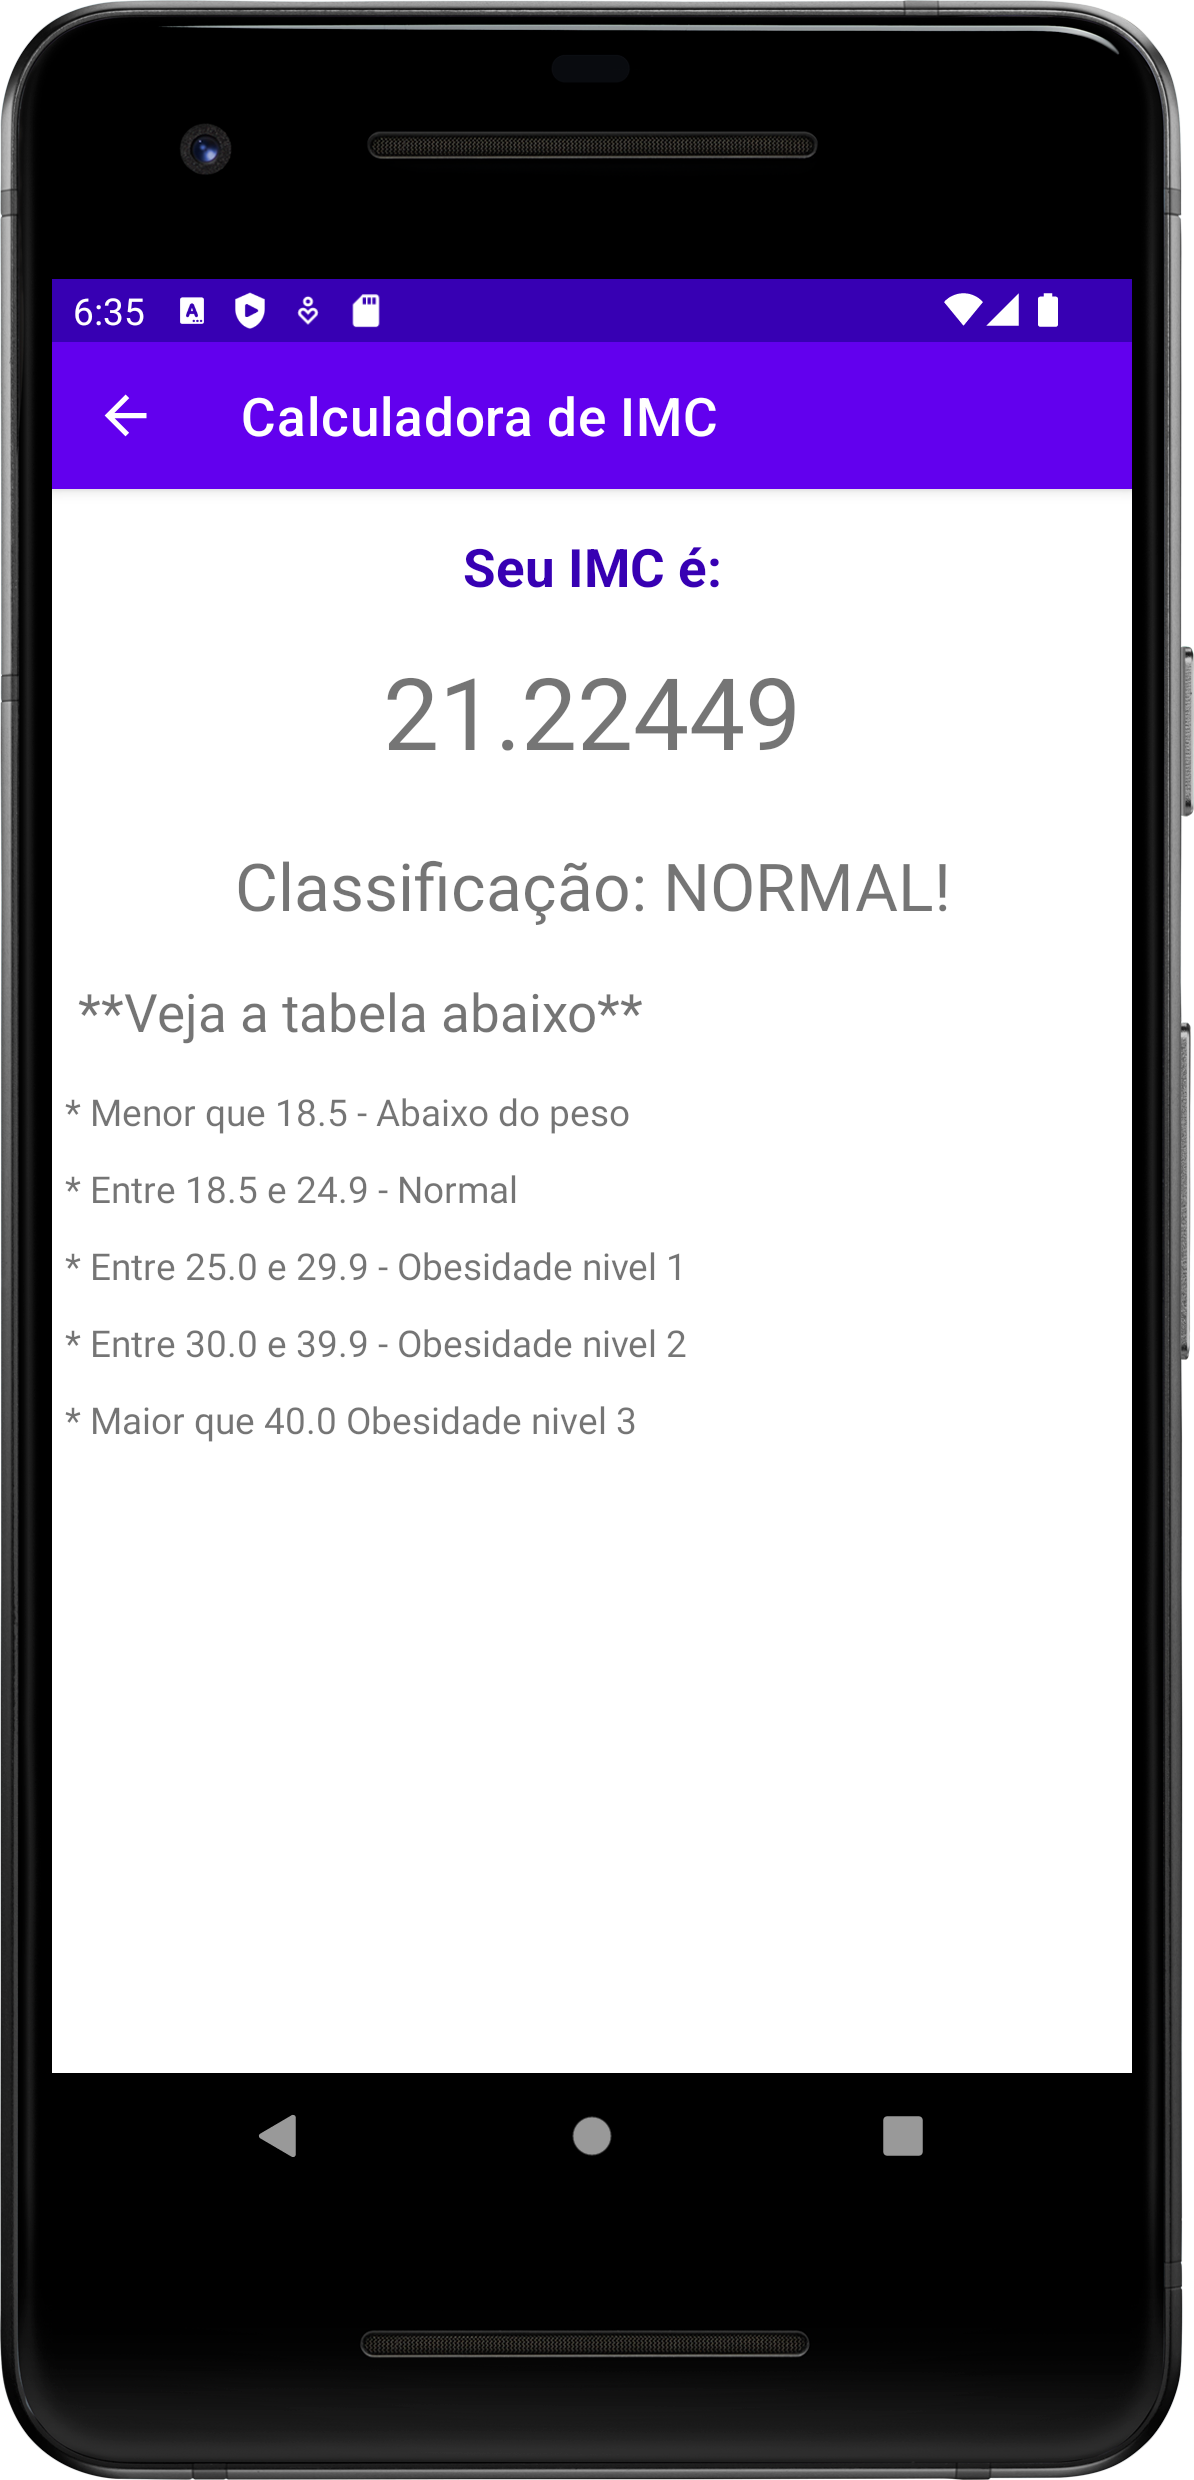 6:35
Calculadora de IMC
Seu IMC é:
21.22449
Classificação: NORMAL!
**Veja a tabela abaixo**
* Menor que 18.5 - Abaixo do peso
* Entre 18.5 e 24.9 - Normal
* Entre 25.0 e 29.9 - Obesidade nivel 1
* Entre 30.0 e 39.9 - Obesidade nivel 2
* Maior que 40.0 Obesidade nivel 3